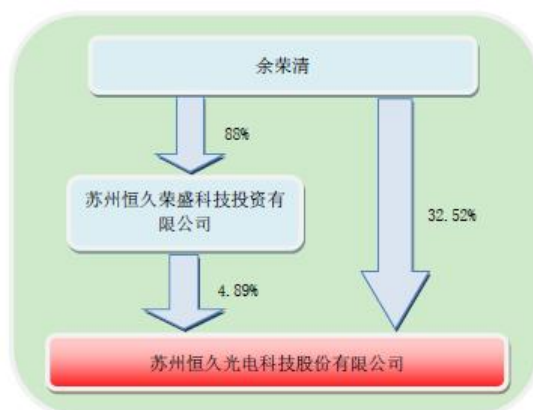 余荣清
88%
苏州恒久荣盛科技投资有
限公司
32.52%
4.89%
苏州恒久光电科技股份有限公司